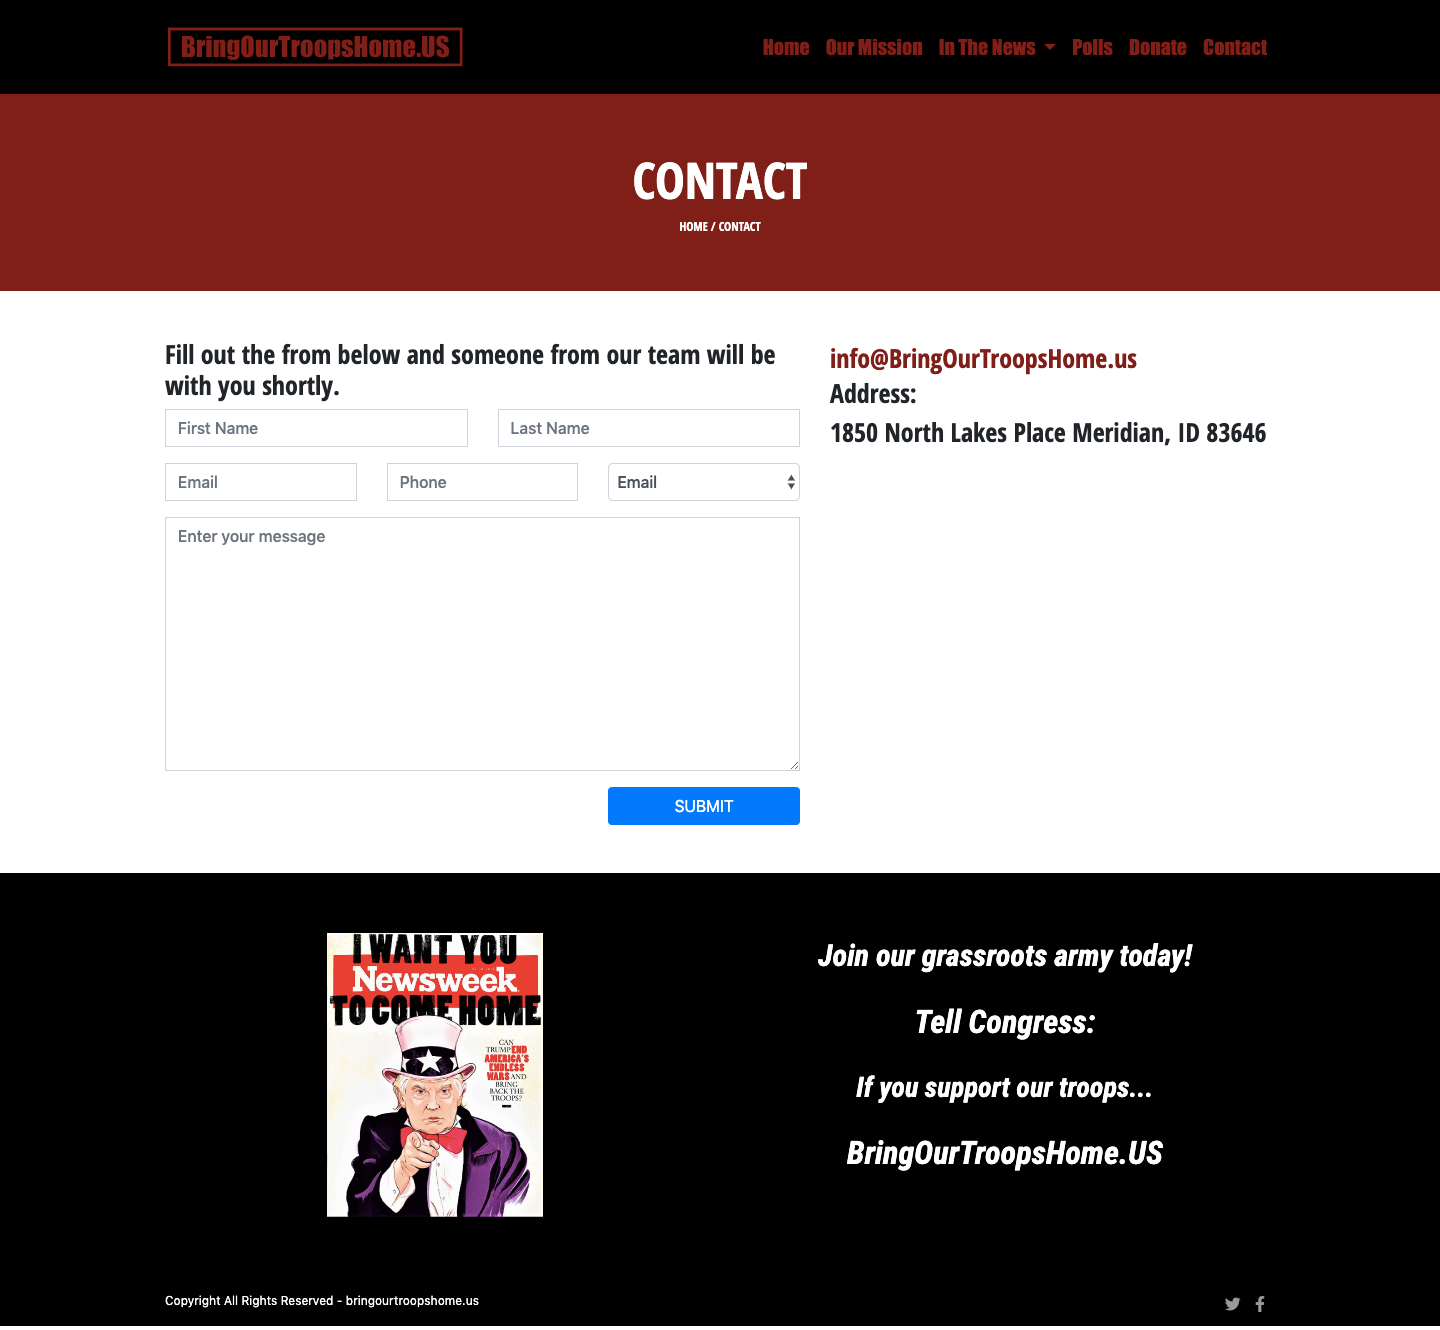 BringOurTroopsHome.US
Home Our Mission In The News Polls Donate Contact
CONTACT
HOME / CONTACT
Fill out the from below and someone from our team will be
with you shortly.
First Name Last Name
Email Phone Email
Enter your message
SUBMIT
info@BringOurTroopsHome.us
Address:
1850 North Lakes Place Meridian, ID 83646
I WANT YOU
Newsweek
TO COME HOME
CAN
TRUMP END
AMERICA'S
ENDLESS
WARS AND
BRING
BACK THE
TROOPS?
Join our grassroots army today!
Tell Congress:
If you support our troops...
BringOurTroopsHome.US
Copyright All Rights Reserved - bringourtroopshome.us